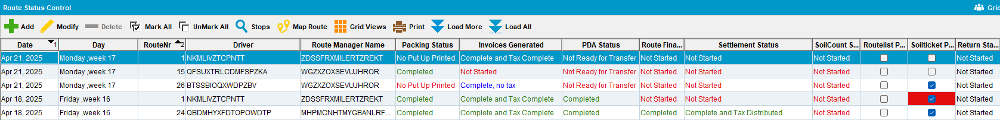 Route Status Control Grid
Add Modify Delete Mark All UnMark All Stops Map Route Grid Views Print Load More Load All
Date 1 Day RouteNr 2 Driver Route Manager Name Packing Status Invoices Generated PDA Status Route Fina... Settlement Status SoilCount S... Routelist P... Soilticket P... Return Sta...
Apr 21, 2025 Monday ,week 17 1 NKMLIVZTCPNTT ZDSSFRXMILERTZREKT No Put Up Printed Complete and Tax Complete Not Ready for Transfer Not Started Not Started Not Started Not Started
Apr 21, 2025 Monday ,week 17 15 QFSUXTRLCDMFSPZKA WGZXZOXSEVUJHROR Completed Not Started Not Ready for Transfer Not Started Not Started Not Started Not Started
Apr 21, 2025 Monday ,week 17 26 BTSSBIOQXWDPZBV WGZXZOXSEVUJHROR No Put Up Printed Complete, no tax Not Ready for Transfer Not Started Not Started Not Started Not Started
Apr 18, 2025 Friday ,week 16 1 NKMLIVZTCPNTT ZDSSFRXMILERTZREKT Completed Complete and Tax Complete Completed Not Started Not Started Not Started Not Started
Apr 18, 2025 Friday ,week 16 24 QBDMHYXFDTOPOWDTP MHPMCNHTMYGBANLRF... Completed Complete and Tax Complete Completed Completed Complete and Tax Distributed Not Started Not Started